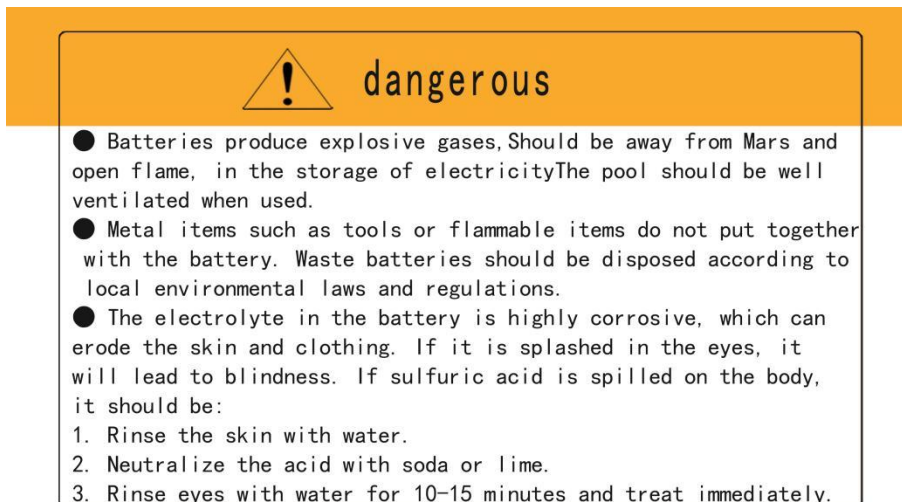 dangerous
● Batteries produce explosive gases,Should be away from Mars and
open flame, in the storage of electricityThe pool should be well
ventilated when used.
● Metal items such as tools or flammable items do not put together
with the battery. Waste batteries should be disposed according to
local environmental laws and regulations.
● The electrolyte in the battery is highly corrosive, which can
erode the skin and clothing. If it is splashed in the eyes, it
will lead to blindness. If sulfuric acid is spilled on the body,
it should be:
1. Rinse the skin with water.
2. Neutralize the acid with soda or lime.
3. Rinse eyes with water for 10-15 minutes and treat immediately.